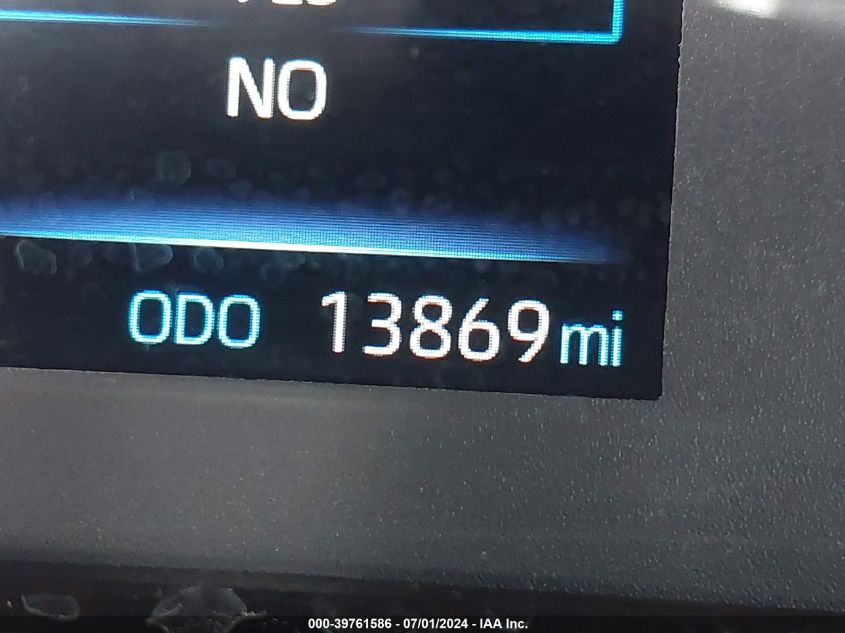 NO
ODO 13869 mi
000-39761586 - 07/01/2024 - IAA Inc.